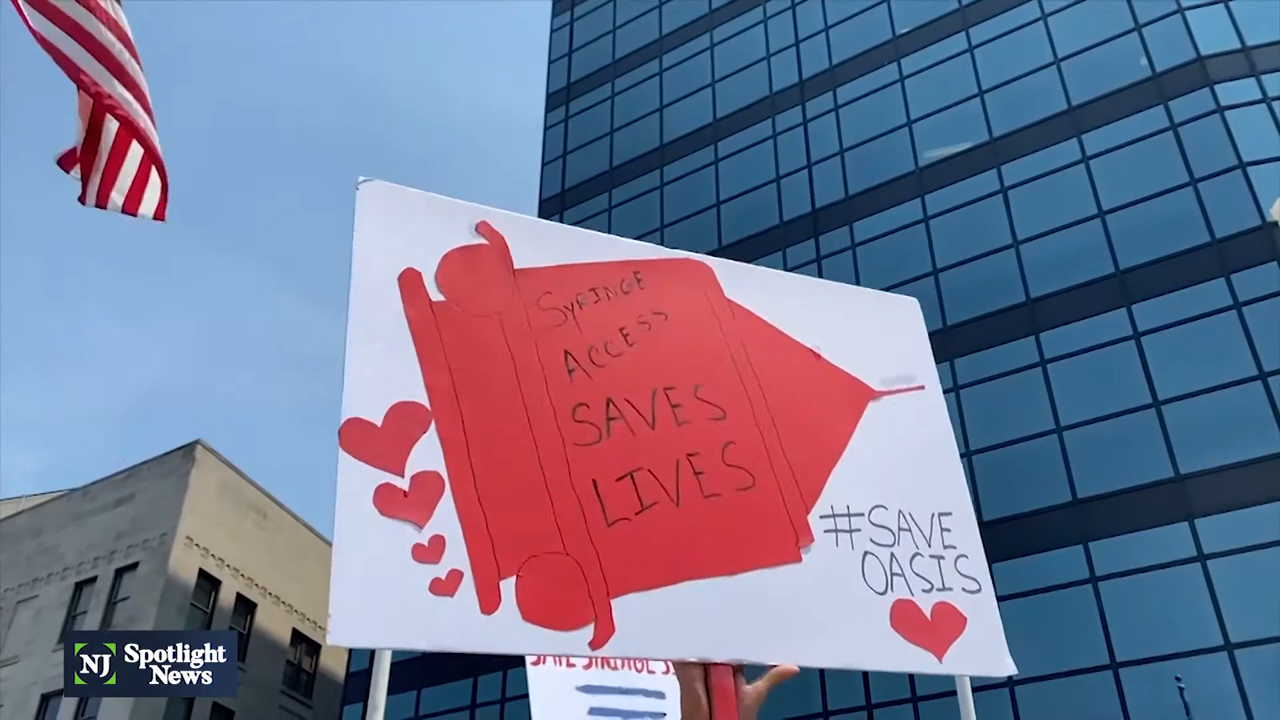 SYRINGE
ACCESS
SAVES
LIVES
#SAVE
OASIS
NJ Spotlight
News